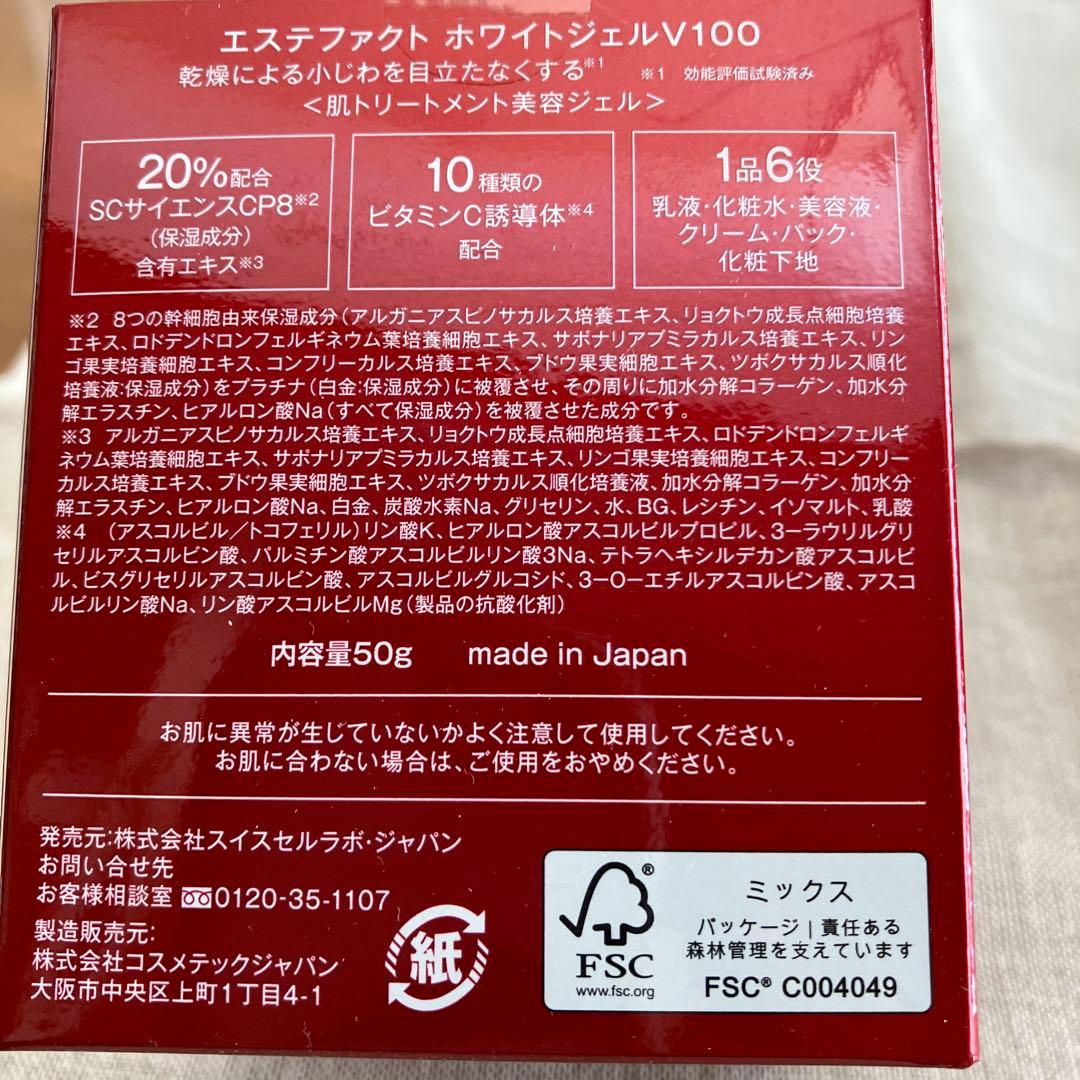 エステファクト ホワイトジェルV100
乾燥による小じわを目立たなくする※1 ※1 効能評価試験済み
<肌トリートメント美容ジェル>
20%配合
SCサイエンスCP8※2
(保湿成分)
含有エキス※3
10種類の
ビタミンC誘導体※4
配合
1品6役
乳液・化粧水・美容液・
クリーム・パック・
化粧下地
※2 8つの幹細胞由来保湿成分(アルガニアスピノサカルス培養エキス、リョクトウ成長点細胞培養
エキス、ロドデンドロンフェルギネウム葉培養細胞エキス、サポナリアプミラカルス培養エキス、リン
ゴ果実培養細胞エキス、コンフリーカルス培養エキス、ブドウ果実細胞エキス、ツボクサカルス順化
培養液:保湿成分)をプラチナ(白金:保湿成分)に被覆させ、その周りに加水分解コラーゲン、加水分
解エラスチン、ヒアルロン酸Na(すべて保湿成分)を被覆させた成分です。
※3 アルガニアスピノサカルス培養エキス、リョクトウ成長点細胞培養エキス、ロドデンドロンフェルギ
ネウム葉培養細胞エキス、サポナリアプミラカルス培養エキス、リンゴ果実培養細胞エキス、コンフリー
カルス培養エキス、ブドウ果実細胞エキス、ツボクサカルス順化培養液、加水分解コラーゲン、加水分
解エラスチン、ヒアルロン酸Na、白金、炭酸水素Na、グリセリン、水、BG、レシチン、イソマルト、乳酸
※4 (アスコルビル/トコフェリル)リン酸K、ヒアルロン酸アスコルビルプロピル、3-ラウリルグリ
セリルアスコルビン酸、パルミチン酸アスコルビルリン酸3Na、テトラヘキシルデカン酸アスコルビ
ル、ビスグリセリルアスコルビン酸、アスコルビルグルコシド、3-O-エチルアスコルビン酸、アスコ
ルビルリン酸Na、リン酸アスコルビルMg(製品の抗酸化剤)
内容量50g made in Japan
お肌に異常が生じていないかよく注意して使用してください。
お肌に合わない場合は、ご使用をおやめください。
発売元:株式会社スイスセルラボ・ジャパン
お問い合せ先
お客様相談室 0120-35-1107
製造販売元:
株式会社コスメテックジャパン
大阪市中央区上町1丁目4-1
紙
®
FSC
www.fsc.org
ミックス
パッケージ|責任ある
森林管理を支えています
FSC® C004049